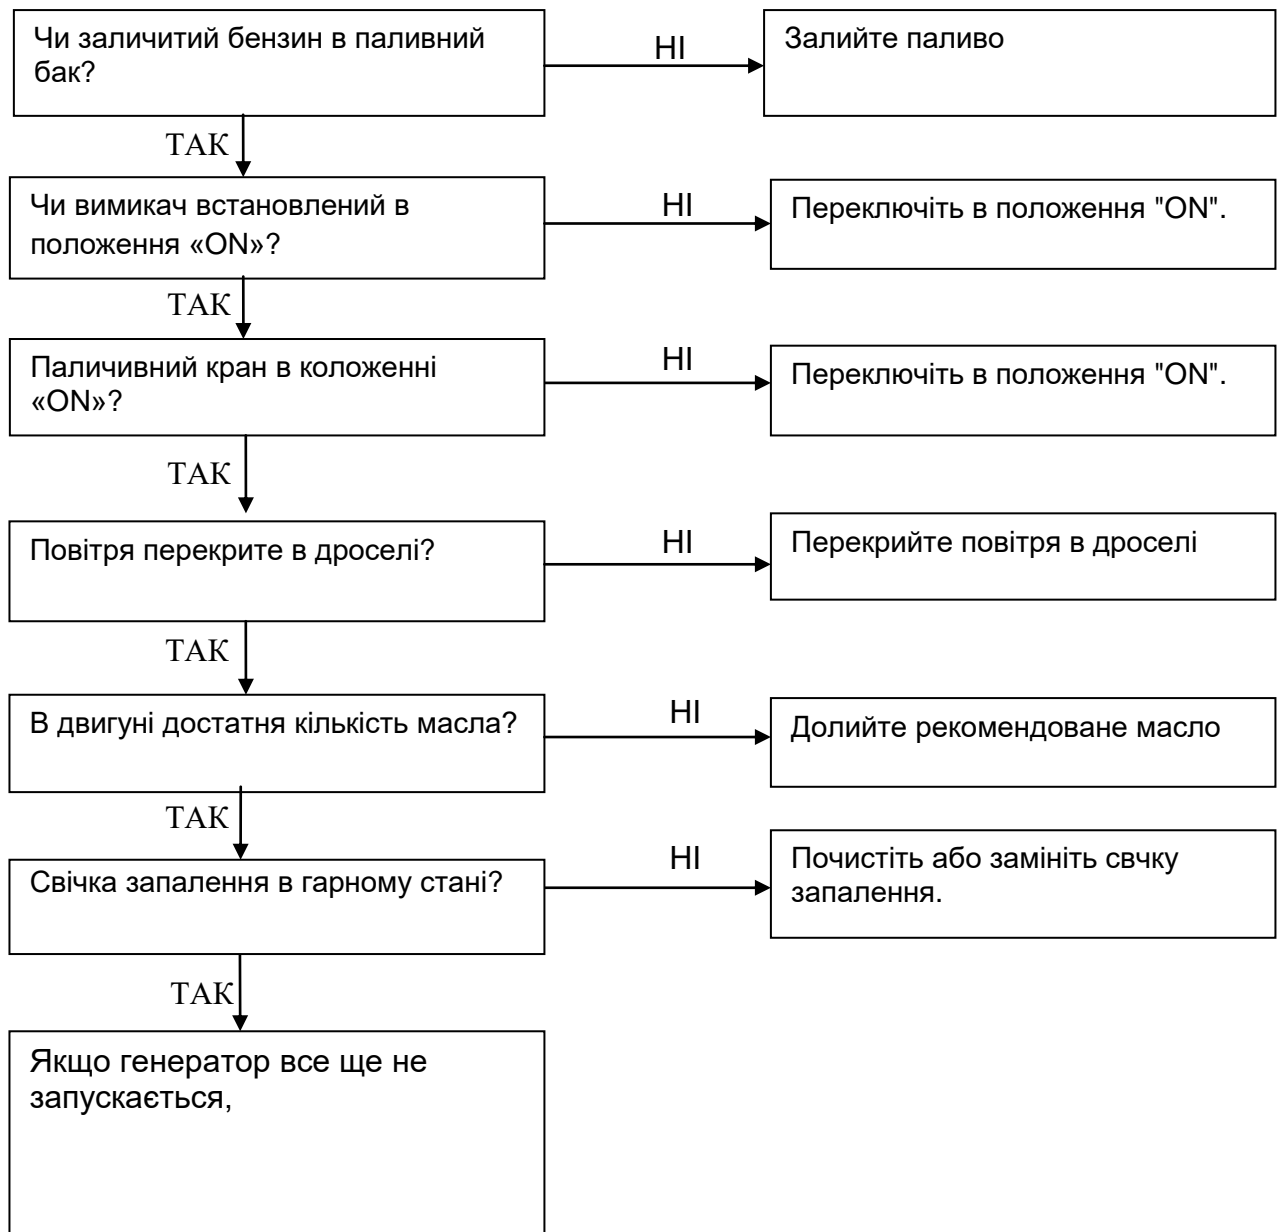 Чи заличитий бензин в паливний
бак?
НІ
Залийте паливо
ТАК
Чи вимикач встановлений в
положення «ON»?
НІ
Переключіть в положення "ON".
ТАК
Паличивний кран в коложенні
«ON»?
НІ
Переключіть в положення "ON".
ТАК
Повітря перекрите в дроселі?
НІ
Перекрийте повітря в дроселі
ТАК
В двигуні достатня кількість масла?
НІ
Долийте рекомендоване масло
ТАК
Свічка запалення в гарному стані?
НІ
Почистіть або замініть свчку
запалення.
ТАК
Якщо генератор все ще не
запускається,